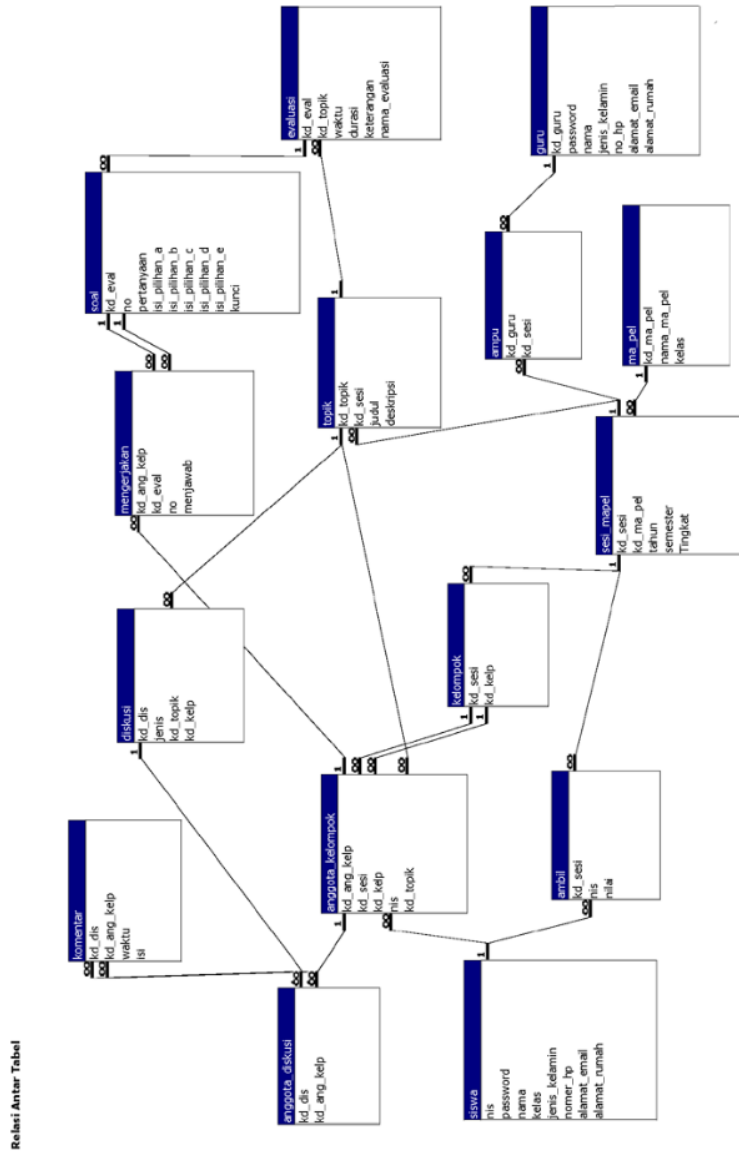 Relasi Antar Tabel
komentar
kd_dis
kd_ang_kelp
waktu
isi
diskusi
kd_dis
jenis
kd_topik
kd_kelp
mengerjakan
kd_ang_kelp
kd_eval
no
menjawab
soal
kd_eval
no
pertanyaan
isi_pilihan_a
isi_pilihan_b
isi_pilihan_c
isi_pilihan_d
isi_pilihan_e
kunci
anggota_diskusi
kd_dis
kd_ang_kelp
anggota_kelompok
kd_ang_kelp
kd_sesi
kd_kelp
nis
kd_topik
topik
kd_topik
kd_sesi
judul
deskripsi
evaluasi
kd_eval
kd_topik
waktu
durasi
keterangan
nama_evaluasi
siswa
nis
password
nama
kelas
jenis_kelamin
nomer_hp
alamat_email
alamat_rumah
ambil
kd_sesi
nis
nilai
kelompok
kd_sesi
kd_kelp
sesi_mapel
kd_sesi
kd_ma_pel
tahun
semester
Tingkat
ampu
kd_guru
kd_sesi
ma_pel
kd_ma_pel
nama_ma_pel
kelas
guru
kd_guru
password
nama
jenis_kelamin
no_hp
alamat_email
alamat_rumah